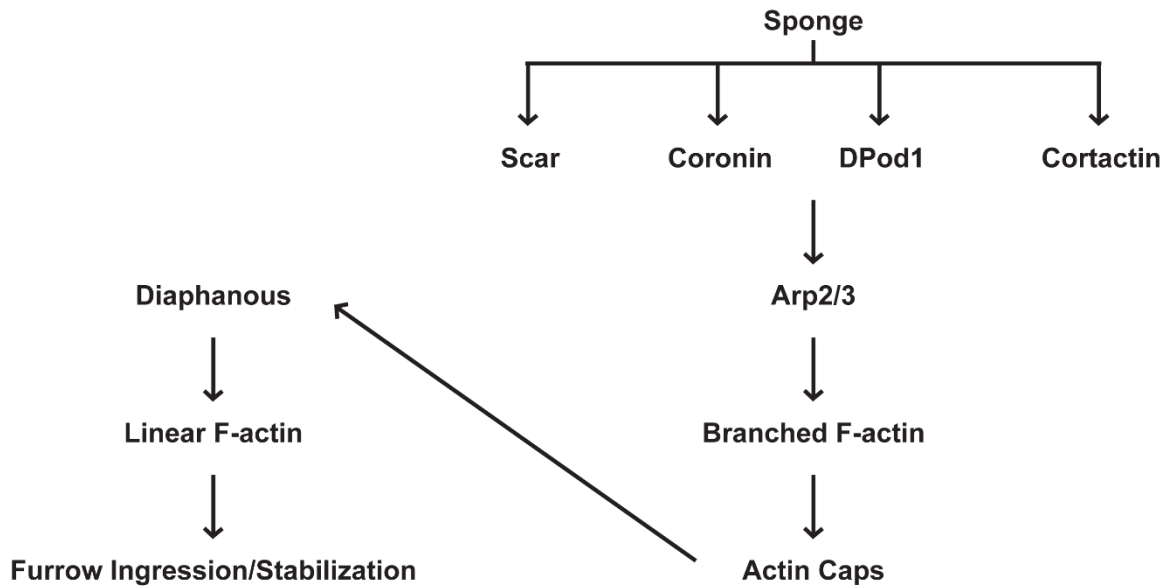 Sponge
Scar Coronin DPod1 Cortactin
Diaphanous Arp2/3
Linear F-actin Branched F-actin
Furrow Ingression/Stabilization Actin Caps